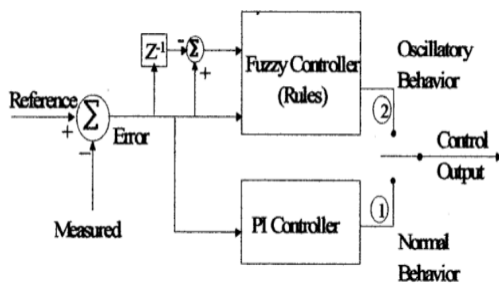 Z⁻¹
−
Σ
+
Fuzzy Controller
(Rules)
Oscillatory
Behavior
2
Reference
+
Σ
−
Error
Control
Output
Measured
PI Controller
1
Normal
Behavior